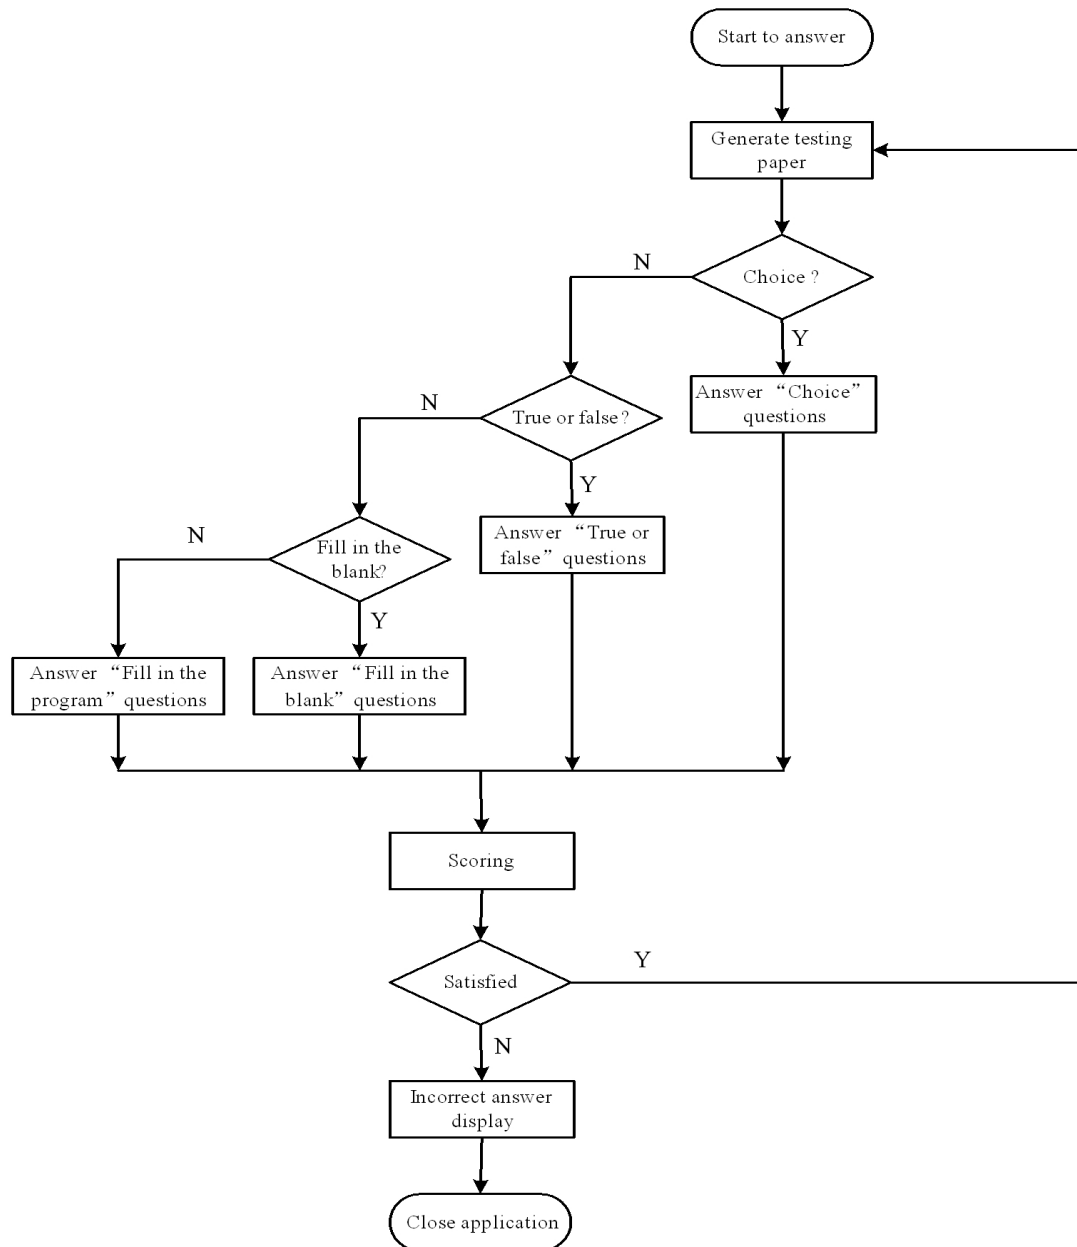 Start to answer
Generate testing
paper
N
Choice ?
Y
Answer “Choice”
questions
N
True or false ?
Y
Answer “True or
false” questions
N
Fill in the
blank?
Y
Answer “Fill in the
program” questions
Answer “Fill in the
blank” questions
Scoring
Satisfied
Y
N
Incorrect answer
display
Close application